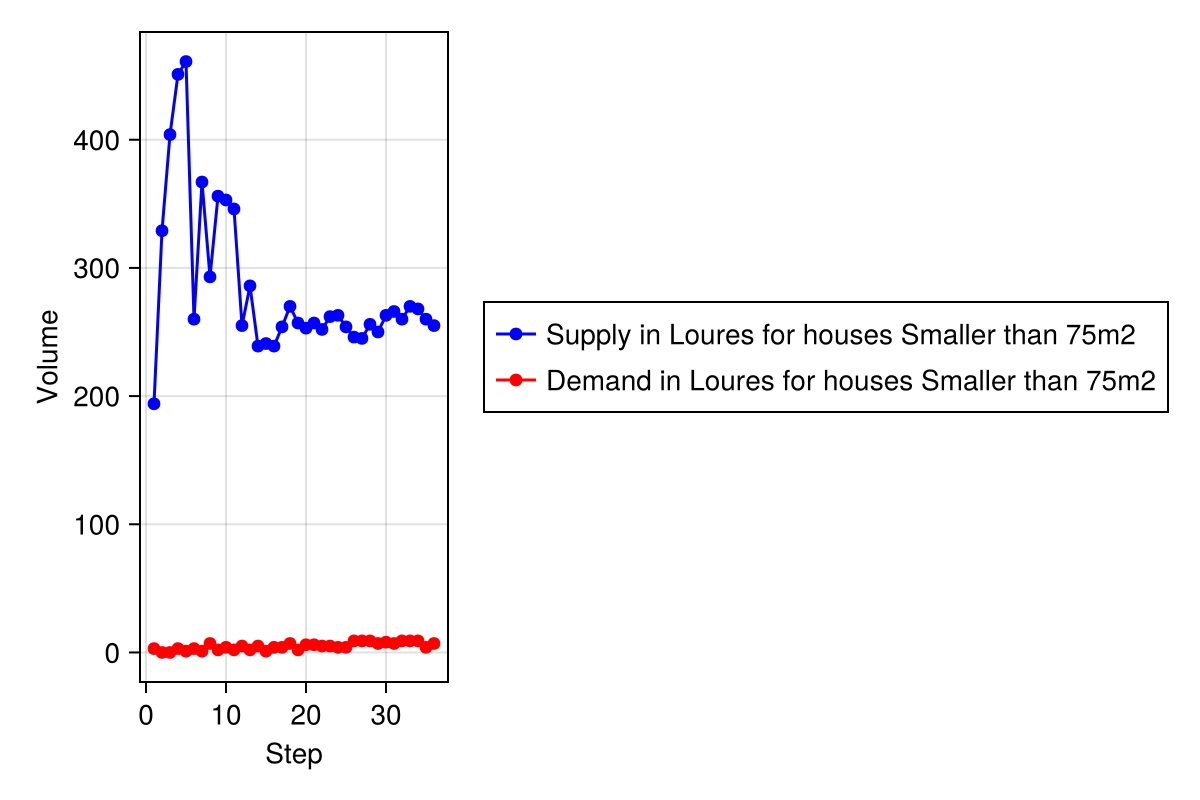 400
300
200
100
0
Volume
0 10 20 30
Step
Supply in Loures for houses Smaller than 75m2
Demand in Loures for houses Smaller than 75m2